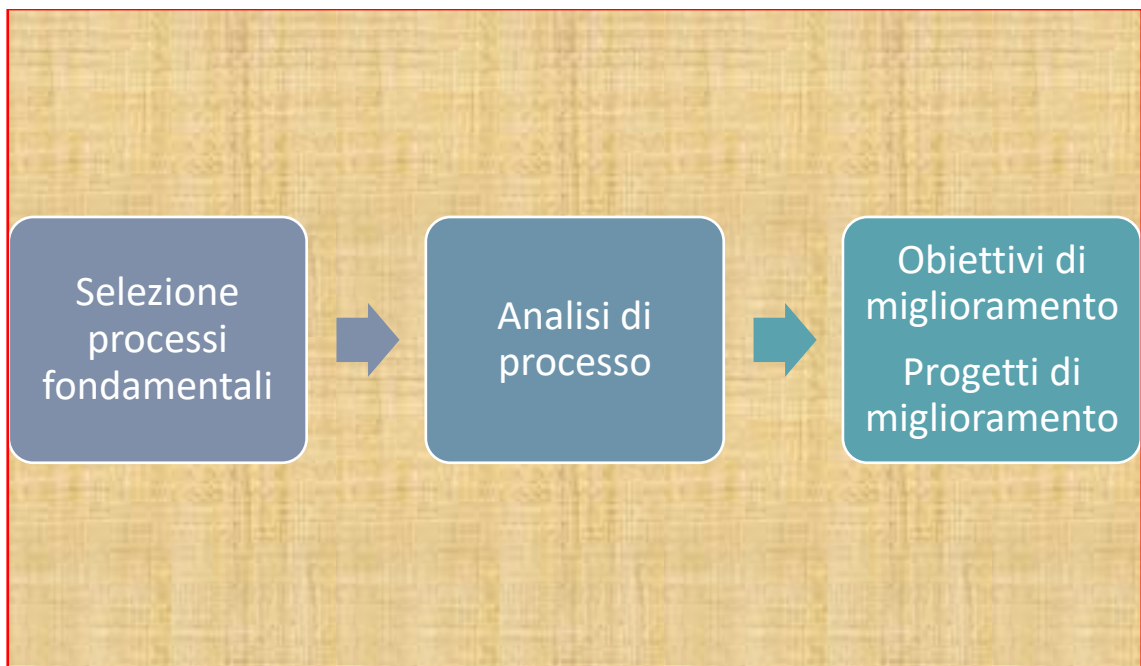 Selezione
processi
fondamentali
Analisi di
processo
Obiettivi di
miglioramento
Progetti di
miglioramento